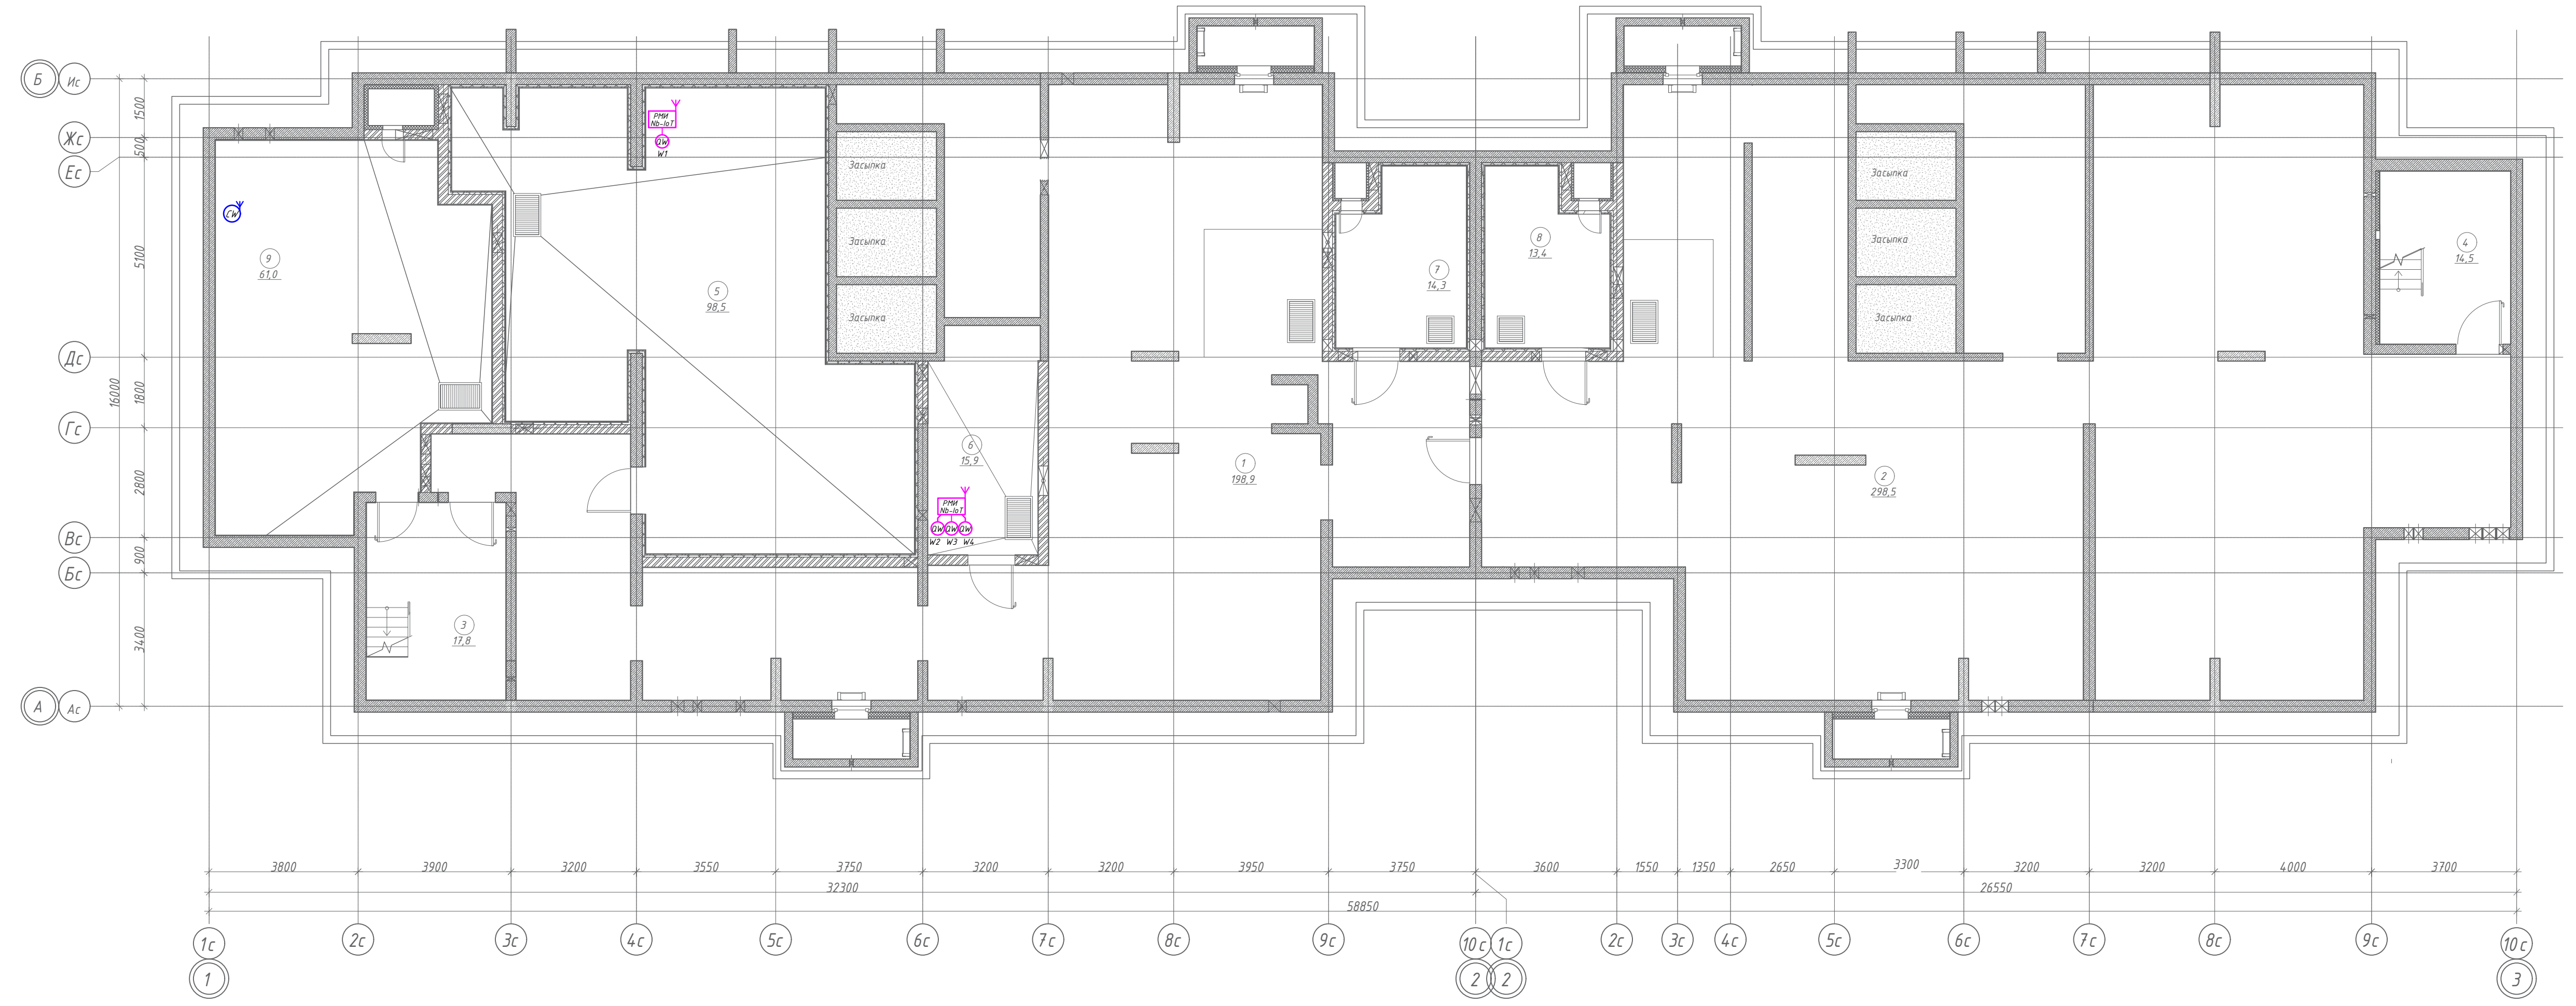 Б
Ис
Жс
Ес
Дс
Гс
Вс
Бс
А
Ас
1500
500
5100
1800
2800
900
3400
16000
РМИ
Nb-IoT
QW
W1
CW
9
61,0
5
98,5
Засыпка
Засыпка
Засыпка
6
15,9
РМИ
Nb-IoT
QW QW QW
W2 W3 W4
3
17,8
1
198,9
7
14,3
8
13,4
Засыпка
Засыпка
Засыпка
2
298,5
4
14,5
3800 3900 3200 3550 3750 3200 3200 3950 3750 3600 1550 1350 2650 3300 3200 3200 4000 3700
32300 26550
58850
1с 2с 3с 4с 5с 6с 7с 8с 9с 10с 1с 2с 3с 4с 5с 6с 7с 8с 9с 10с
1 2 2 3